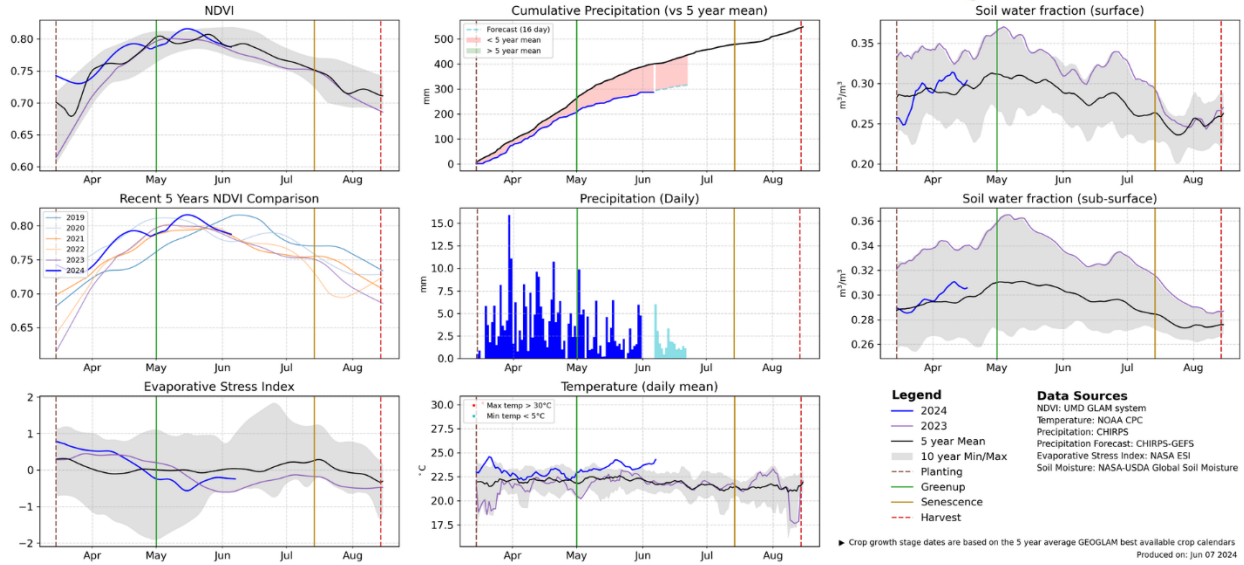 NDVI
0.80
0.75
0.70
0.65
0.60
Apr May Jun Jul Aug
Cumulative Precipitation (vs 5 year mean)
Forecast (16 day)
< 5 year mean
> 5 year mean
500
400
300
200
100
0
mm
Apr May Jun Jul Aug
Soil water fraction (surface)
0.35
0.30
0.25
0.20
m³/m³
Apr May Jun Jul Aug
Recent 5 Years NDVI Comparison
2019
2020
2021
2022
2023
2024
0.80
0.75
0.70
0.65
Apr May Jun Jul Aug
Precipitation (Daily)
15.0
12.5
10.0
7.5
5.0
2.5
0.0
mm
Apr May Jun Jul Aug
Soil water fraction (sub-surface)
0.36
0.34
0.32
0.30
0.28
0.26
m³/m³
Apr May Jun Jul Aug
Evaporative Stress Index
2
1
0
−1
−2
Apr May Jun Jul Aug
Temperature (daily mean)
Max temp > 30°C
Min temp < 5°C
30.0
27.5
25.0
22.5
20.0
17.5
°C
Apr May Jun Jul Aug
Legend
2024
2023
5 year Mean
10 year Min/Max
Planting
Greenup
Senescence
Harvest
Data Sources
NDVI: UMD GLAM system
Temperature: NOAA CPC
Precipitation: CHIRPS
Precipitation Forecast: CHIRPS-GEFS
Evaporative Stress Index: NASA ESI
Soil Moisture: NASA-USDA Global Soil Moisture
▶ Crop growth stage dates are based on the 5 year average GEOGLAM best available crop calendars
Produced on: Jun 07 2024